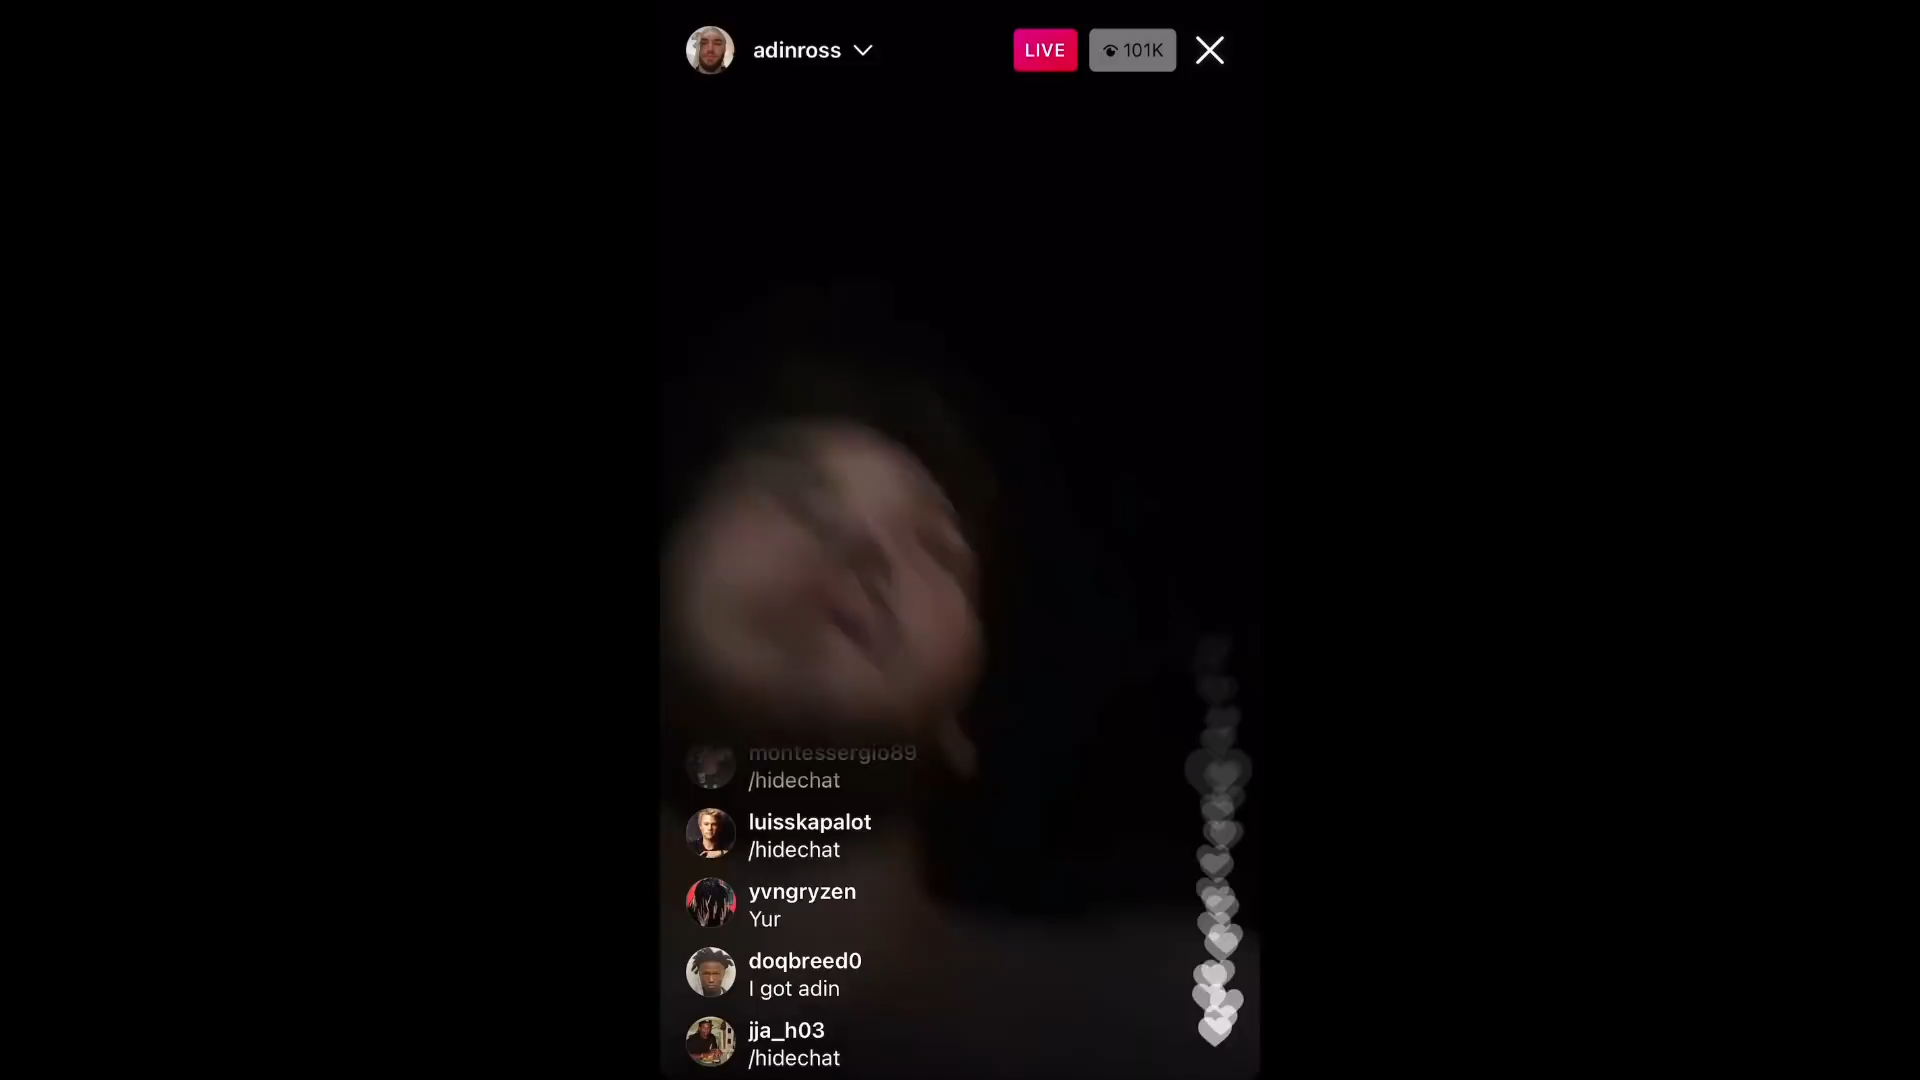 adinross
LIVE
101K
montessergio89
/hidechat
luisskapalot
/hidechat
yvngryzen
Yur
doqbreed0
I got adin
jja_h03
/hidechat